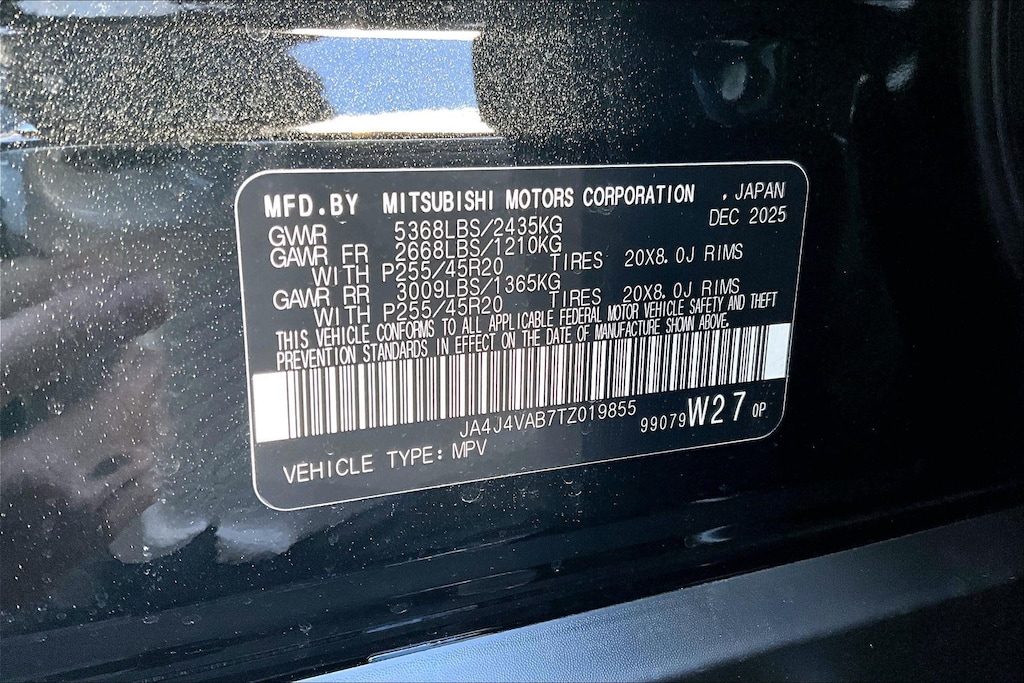 MFD.BY MITSUBISHI MOTORS CORPORATION , JAPAN
DEC 2025
GVWR 5368LBS/2435KG
GAWR FR 2668LBS/1210KG
WITH P255/45R20 TIRES 20X8.0J RIMS
GAWR RR 3009LBS/1365KG
WITH P255/45R20 TIRES 20X8.0J RIMS
THIS VEHICLE CONFORMS TO ALL APPLICABLE FEDERAL MOTOR VEHICLE SAFETY AND THEFT
PREVENTION STANDARDS IN EFFECT ON THE DATE OF MANUFACTURE SHOWN ABOVE.
JA4J4VAB7TZ019855
99079 W27 0P
VEHICLE TYPE: MPV